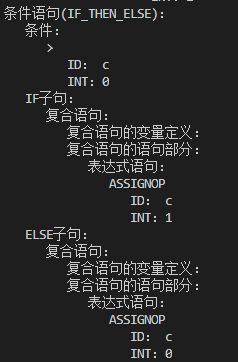 条件语句(IF_THEN_ELSE):
条件:
>
ID: c
INT: 0
IF子句:
复合语句:
复合语句的变量定义:
复合语句的语句部分:
表达式语句:
ASSIGNOP
ID: c
INT: 1
ELSE子句:
复合语句:
复合语句的变量定义:
复合语句的语句部分:
表达式语句:
ASSIGNOP
ID: c
INT: 0